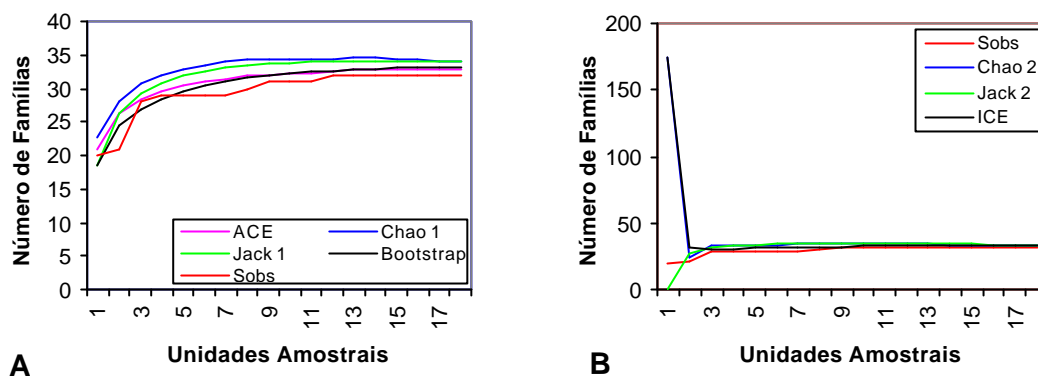 Número de Famílias
40
35
30
25
20
15
10
5
0
ACE
Chao 1
Jack 1
Bootstrap
Sobs
1
3
5
7
9
11
13
15
17
Unidades Amostrais
A
Número de Famílias
200
150
100
50
0
Sobs
Chao 2
Jack 2
ICE
1
3
5
7
9
11
13
15
17
Unidades Amostrais
B